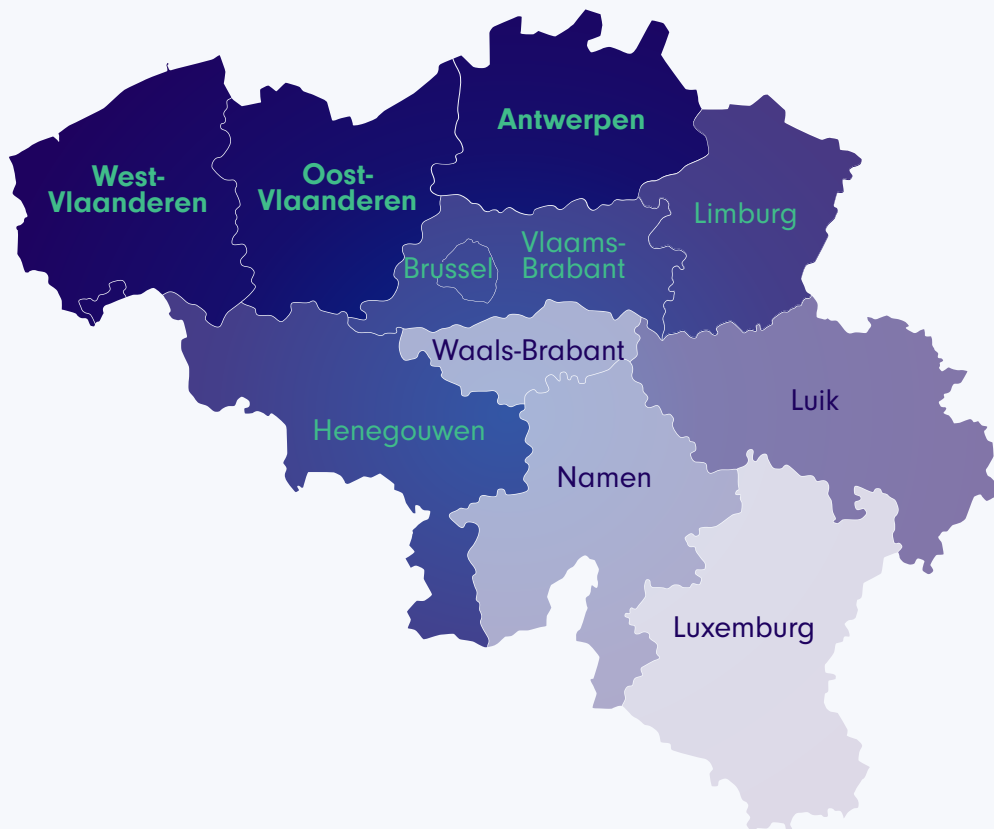 Antwerpen
West-
Vlaanderen
Oost-
Vlaanderen
Limburg
Brussel
Vlaams-
Brabant
Waals-Brabant
Luik
Henegouwen
Namen
Luxemburg